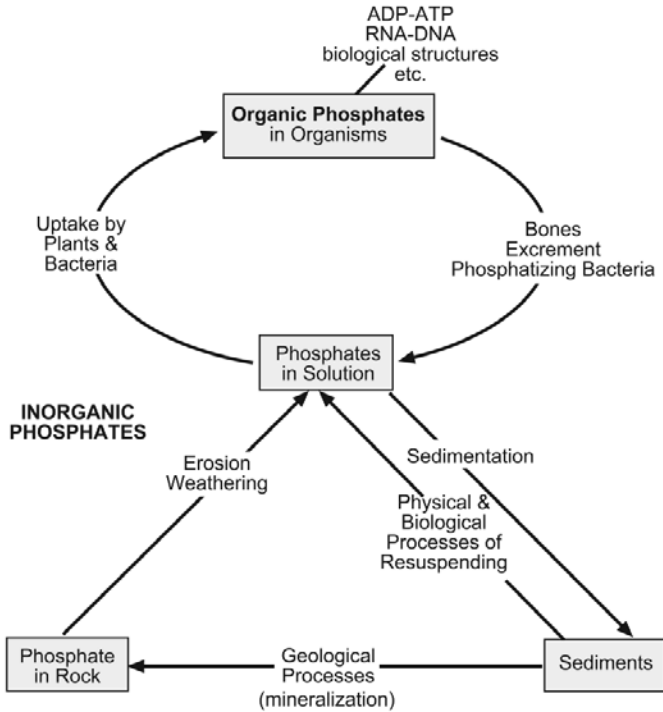 ADP-ATP
RNA-DNA
biological structures
etc.
Organic Phosphates
in Organisms
Uptake by
Plants &
Bacteria
Bones
Excrement
Phosphatizing Bacteria
Phosphates
in Solution
INORGANIC
PHOSPHATES
Erosion
Weathering
Sedimentation
Physical &
Biological
Processes of
Resuspending
Phosphate
in Rock
Geological
Processes
(mineralization)
Sediments